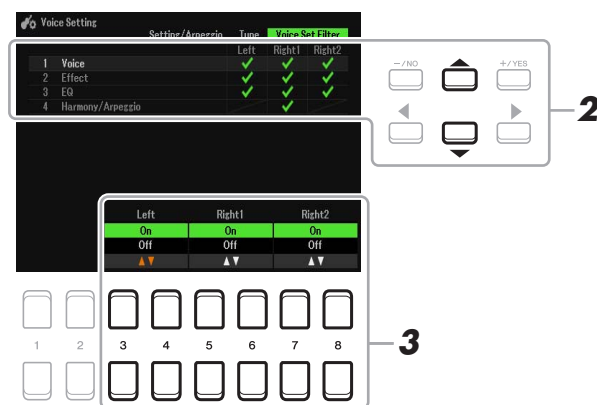 Voice Setting
Setting/Arpeggio Type Voice Set Filter
Left Right1 Right2
1 Voice
2 Effect
3 EQ
4 Harmony/Arpeggio
-/NO +/YES
2
Left Right1 Right2
On On On
Off Off Off
1 2 3 4 5 6 7 8
3